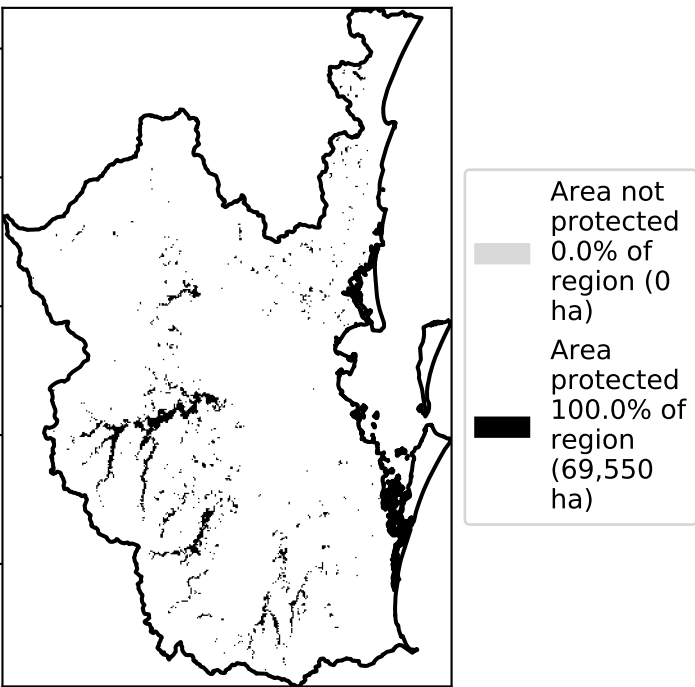 Area not
protected
0.0% of
region (0
ha)
Area
protected
100.0% of
region
(69,550
ha)